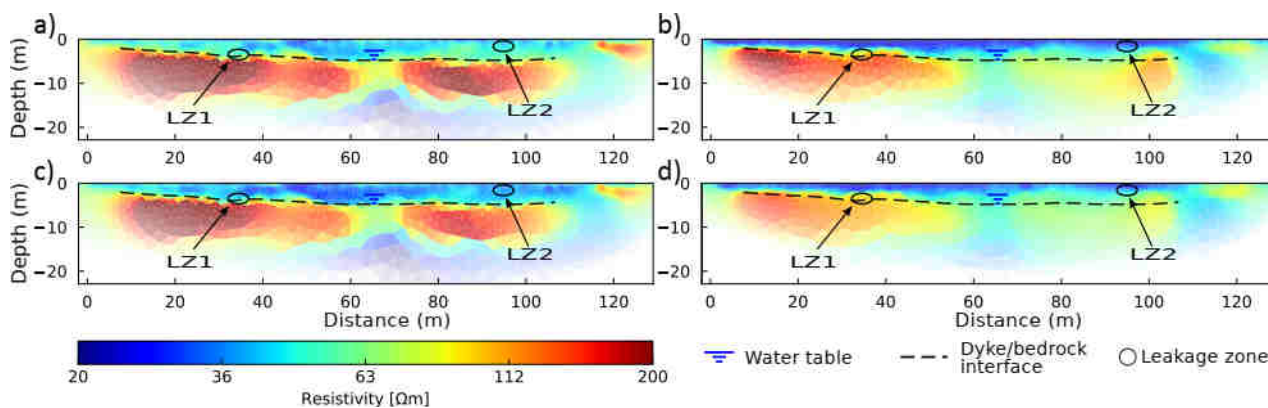 a)
b)
Depth (m)
0
−10
−20
LZ1
LZ2
0 20 40 60 80 100 120
0
−10
−20
LZ1
LZ2
0 20 40 60 80 100 120
c)
d)
Depth (m)
0
−10
−20
LZ1
LZ2
0 20 40 60 80 100 120
Distance (m)
0
−10
−20
LZ1
LZ2
0 20 40 60 80 100 120
Distance (m)
20 36 63 112 200
Resistivity [Ωm]
Water table
Dyke/bedrock
interface
Leakage zone